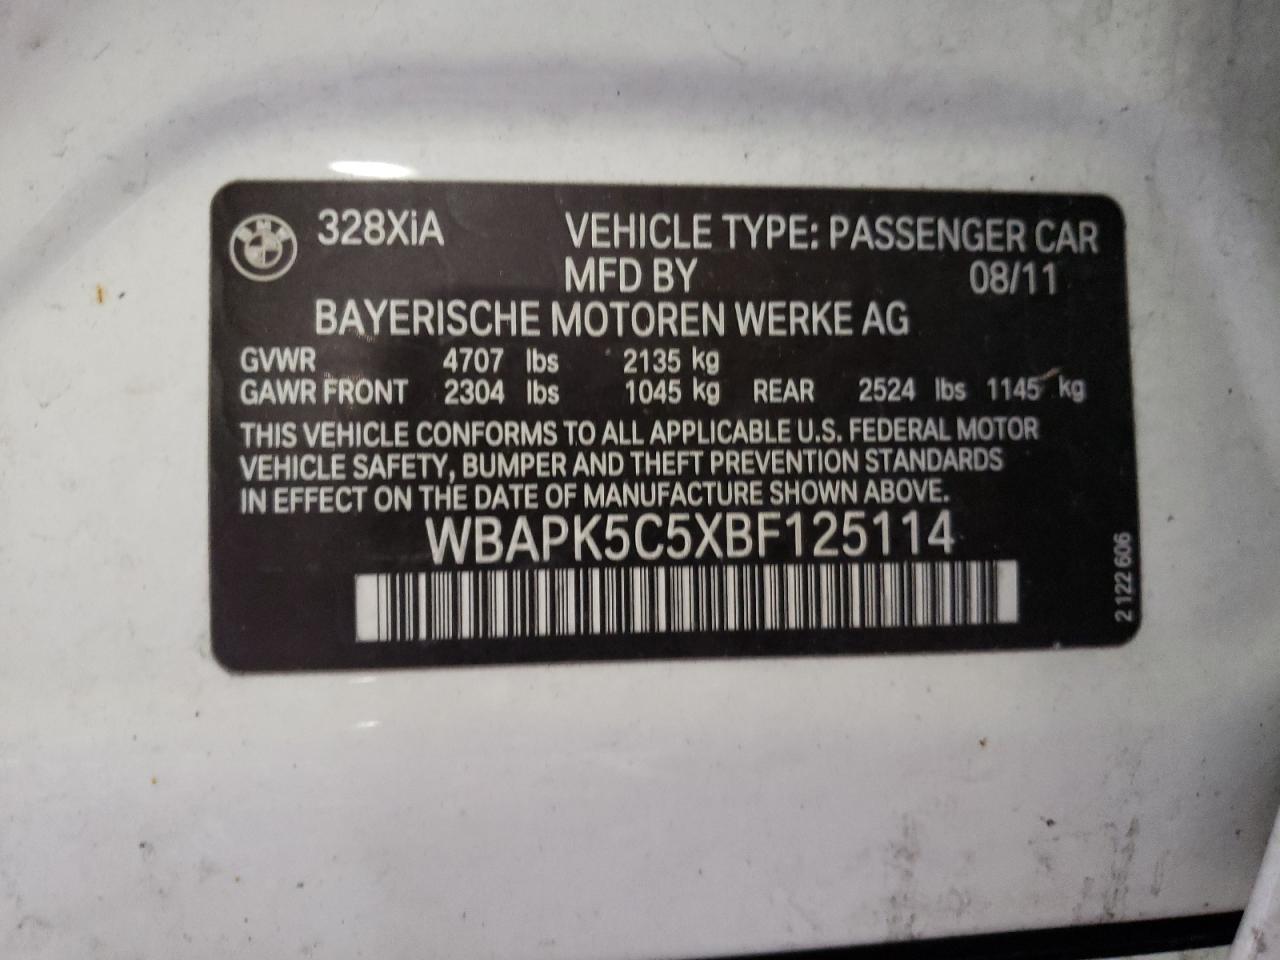 BMW 328XiA VEHICLE TYPE: PASSENGER CAR
MFD BY 08/11
BAYERISCHE MOTOREN WERKE AG
GVWR 4707 lbs 2135 kg
GAWR FRONT 2304 lbs 1045 kg REAR 2524 lbs 1145 kg
THIS VEHICLE CONFORMS TO ALL APPLICABLE U.S. FEDERAL MOTOR
VEHICLE SAFETY, BUMPER AND THEFT PREVENTION STANDARDS
IN EFFECT ON THE DATE OF MANUFACTURE SHOWN ABOVE.
WBAPK5C5XBF125114
2 122 606